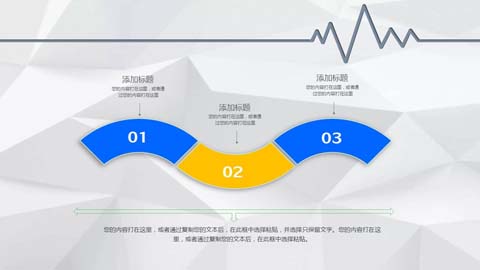 添加标题
您的内容打在这里，或者通
过您的内容打在这里
添加标题
您的内容打在这里，或者通
过您的内容打在这里
添加标题
您的内容打在这里，或者通
过您的内容打在这里
01
02
03
您的内容打在这里，或者通过复制您的文本后，在此框中选择粘贴，并选择只保留文字。您的内容打在这
里，或者通过复制您的文本后，在此框中选择粘贴。